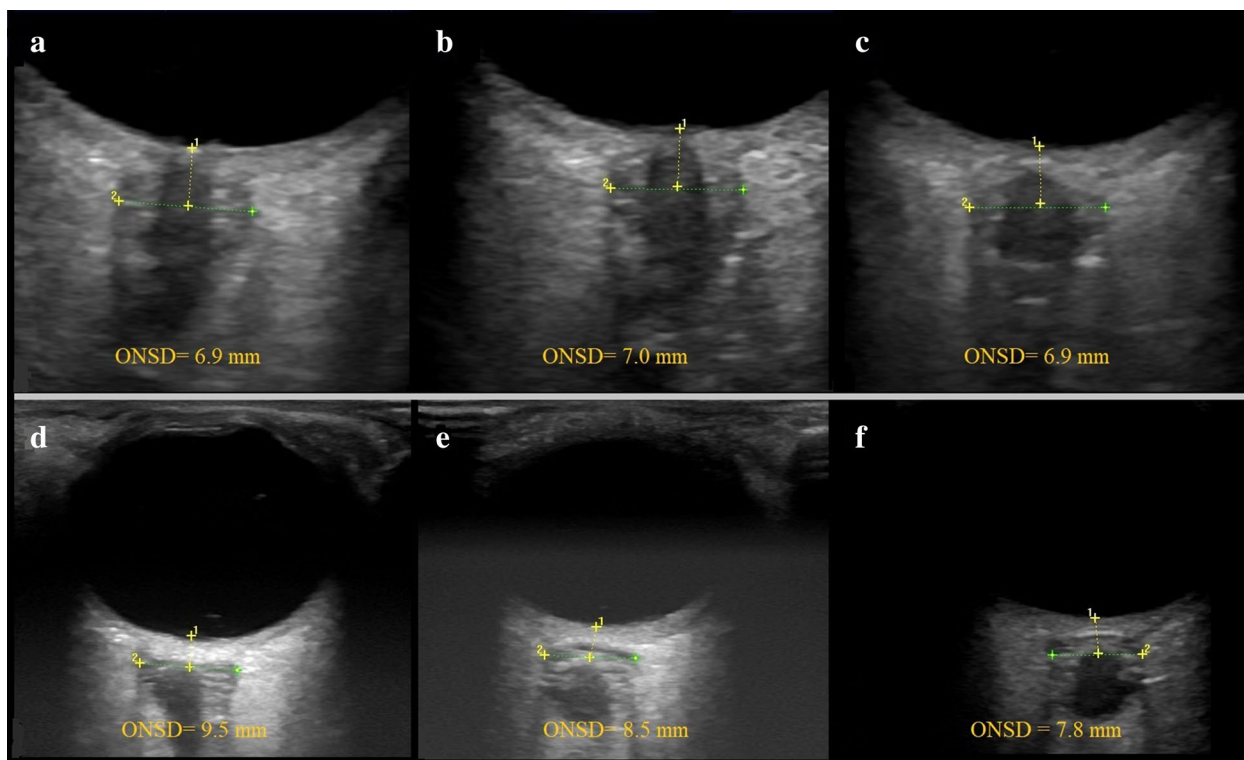 a
b
c
1
1
1
2
2
2
ONSD= 6.9 mm
ONSD= 7.0 mm
ONSD= 6.9 mm
d
e
f
1
1
1
2
2
2
ONSD= 9.5 mm
ONSD= 8.5 mm
ONSD= 7.8 mm